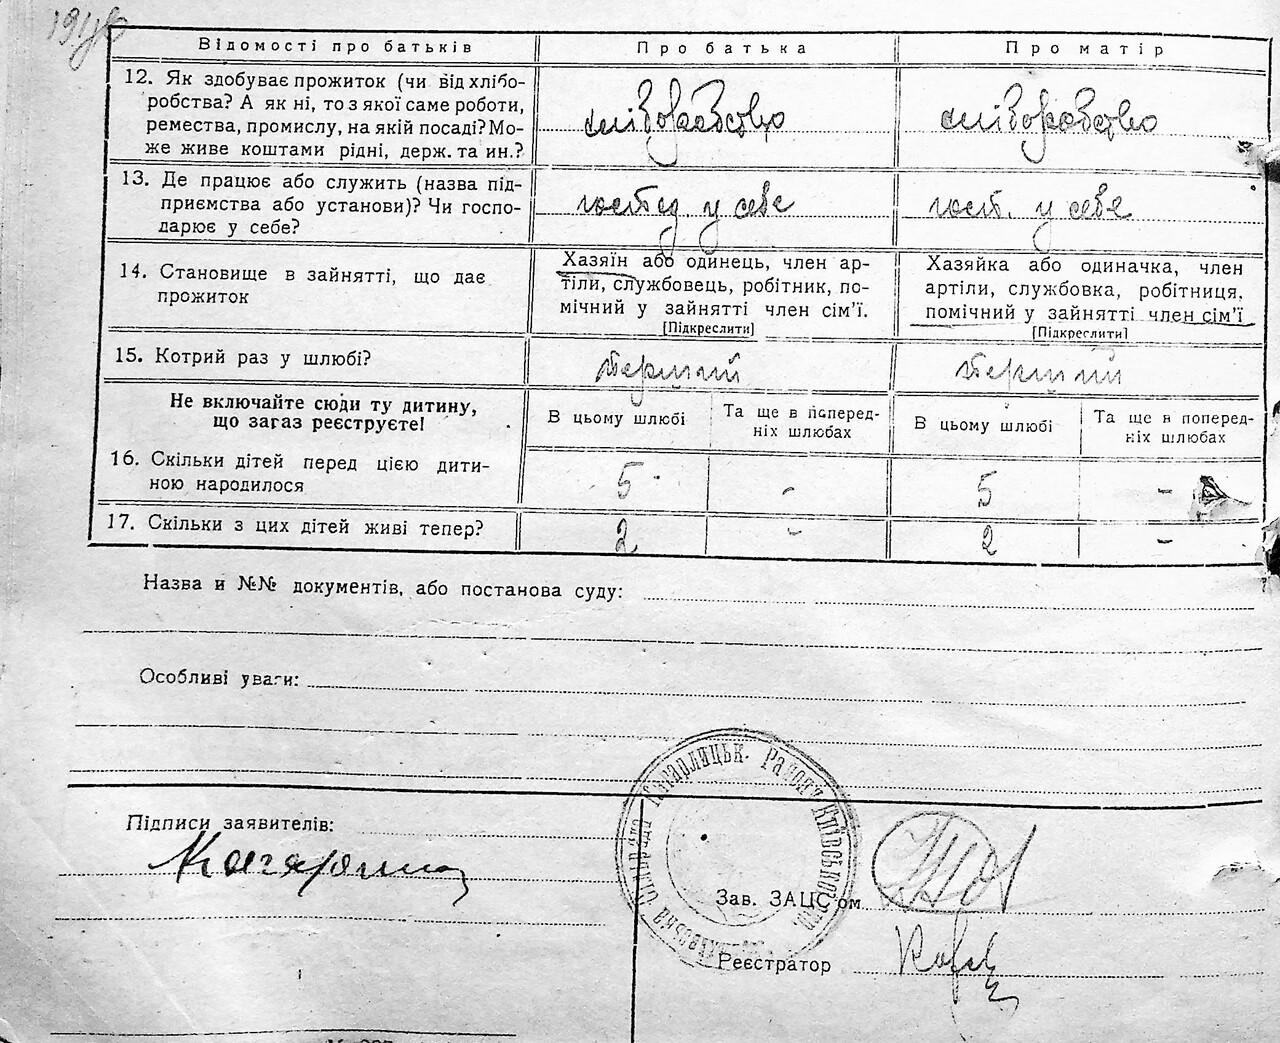 Відомості про батьків
Про батька
Про матір
12. Як здобуває прожиток (чи від хлібо-
робства? А як ні, то з якої саме роботи,
ремества, промислу, на якій посаді? Мо-
же живе коштами рідні, держ. та ин.?
хліборобство
хліборобство
13. Де працює або служить (назва під-
приємства або установи)? Чи госпо-
дарює у себе?
у себе
госп. у себе
14. Становище в зайнятті, що дає
прожиток
Хазяїн або одинець, член ар-
тіли, службовець, робітник, по-
мічний у зайнятті член сім'ї.
[Підкреслити]
Хазяйка або одиначка, член
артіли, службовка, робітниця,
помічний у зайнятті член сім'ї
[Підкреслити]
15. Котрий раз у шлюбі?
перший
перший
Не включайте сюди ту дитину,
що загаз реєструєте!
В цьому шлюбі
Та ще в поперед-
ніх шлюбах
В цьому шлюбі
Та ще в поперед-
ніх шлюбах
16. Скільки дітей перед цією дити-
ною народилося
5
-
5
-
17. Скільки з цих дітей живі тепер?
2
-
2
-
Назва и №№ документів, або постанова суду:
Особливі уваги:
Кагарлицьк. Району Київської
Підписи заявителів:
Зав. ЗАЦС'ом
Реєстратор